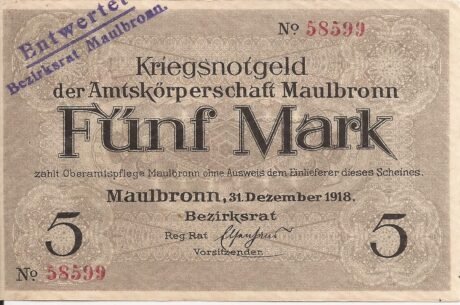 Entwertet
Bezirksrat Maulbronn.
No 58599
Kriegsnotgeld
der Amtskörperschaft Maulbronn
Fünf Mark
zahlt Oberamtspflege Maulbronn ohne Ausweis dem Einlieferer dieses Scheines.
Maulbronn, 31. Dezember 1918.
Bezirksrat
5
Reg Rat
5
Vorsitzender.
No 58599